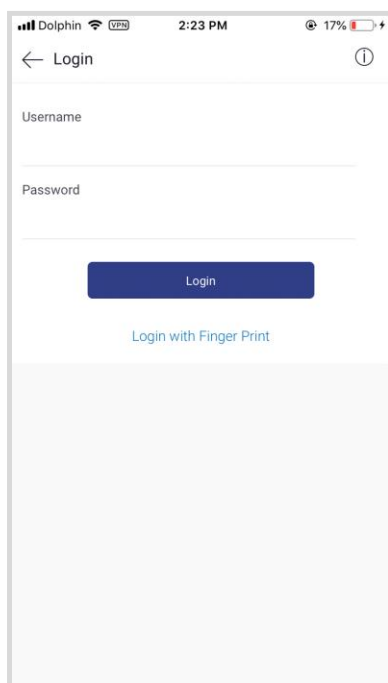 Dolphin VPN 2:23 PM 17%
Login
Username
Password
Login
Login with Finger Print